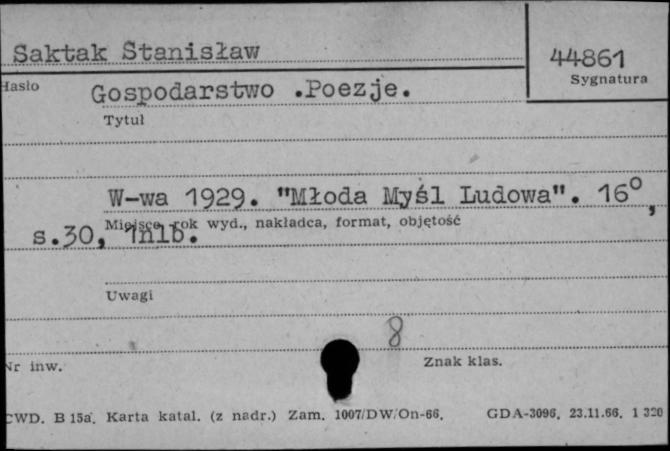 Saktak Stanisław
44861
Hasło
Sygnatura
Gospodarstwo .Poezje.
Tytuł
W-wa 1929. "Młoda Myśl Ludowa". 16°,
Miejsce, rok wyd., nakładca, format, objętość
s.30, 1nlb.
Uwagi
8
Nr inw.
Znak klas.
CWD. B 15a. Karta katal. (z nadr.) Zam. 1007/DW/On-66. GDA-3096. 23.11.66. 1 320